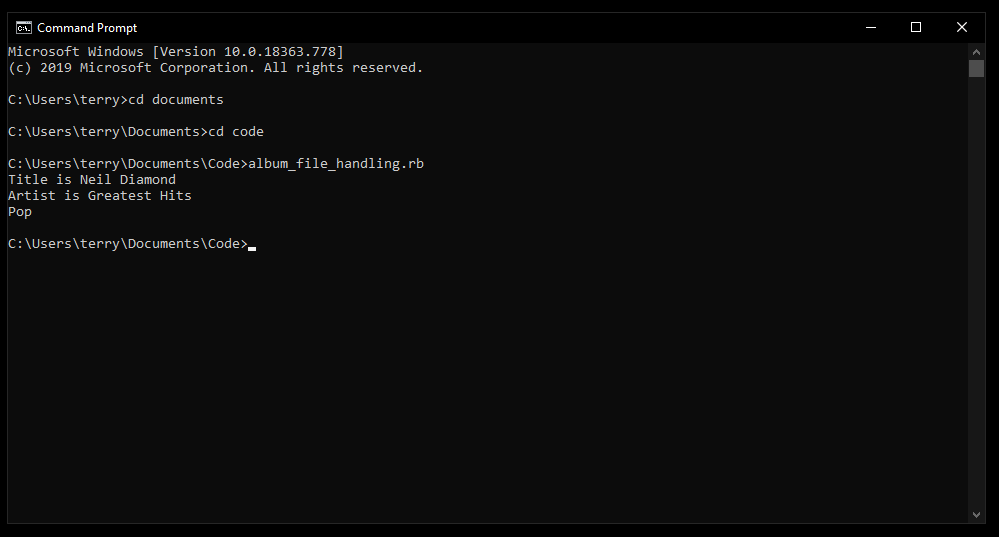 Command Prompt
Microsoft Windows [Version 10.0.18363.778]
(c) 2019 Microsoft Corporation. All rights reserved.
C:\Users\terry>cd documents
C:\Users\terry\Documents>cd code
C:\Users\terry\Documents\Code>album_file_handling.rb
Title is Neil Diamond
Artist is Greatest Hits
Pop
C:\Users\terry\Documents\Code>